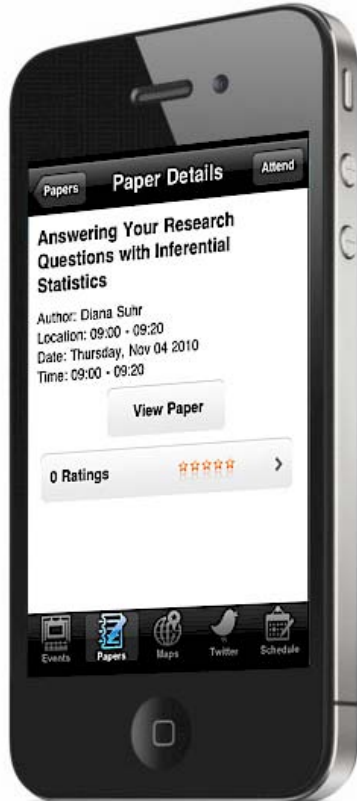 Papers
Paper Details
Attend
Answering Your Research
Questions with Inferential
Statistics
Author: Diana Suhr
Location: 09:00 - 09:20
Date: Thursday, Nov 04 2010
Time: 09:00 - 09:20
View Paper
0 Ratings
Events
Papers
Maps
Twitter
Schedule